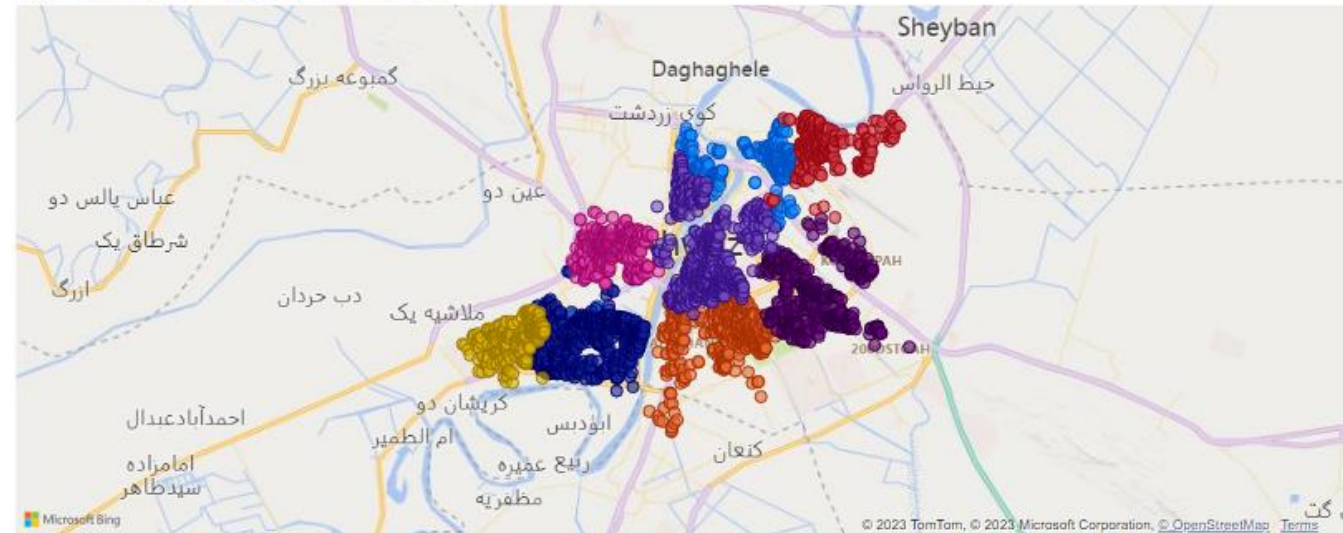 Sheyban
گمبوعه بزرگ
Daghaghele
خیط الرواس
کوی زردشت
عین دو
عباس یالس دو
شرطاق یک
ازرگ
دب حردان
ملاشیه یک
کریشان دو
احمدآبادعبدال
ام الطمیر
ابودبس
کنعان
امامزاده
سیدطاهر
ربیع
عمیره
مظفریه
گت
Microsoft Bing
© 2023 TomTom, © 2023 Microsoft Corporation, © OpenStreetMap Terms